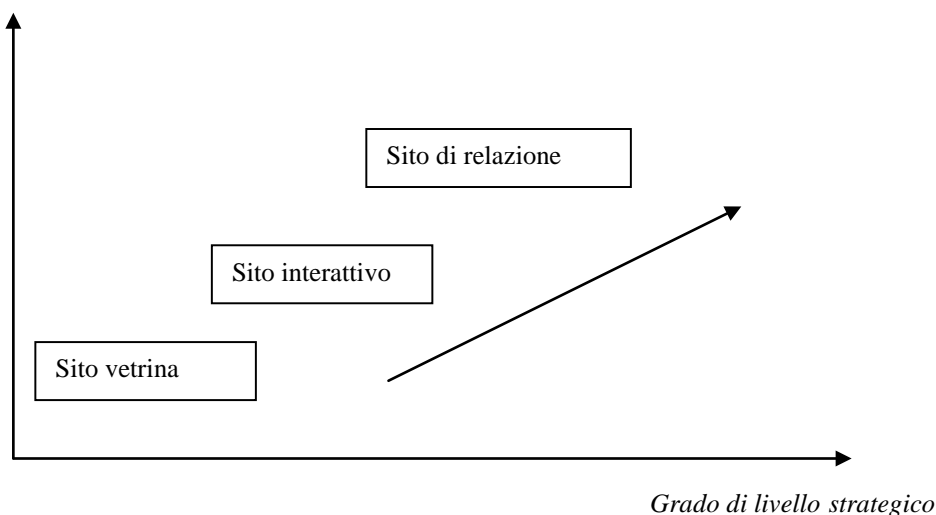 Sito di relazione
Sito interattivo
Sito vetrina
Grado di livello strategico